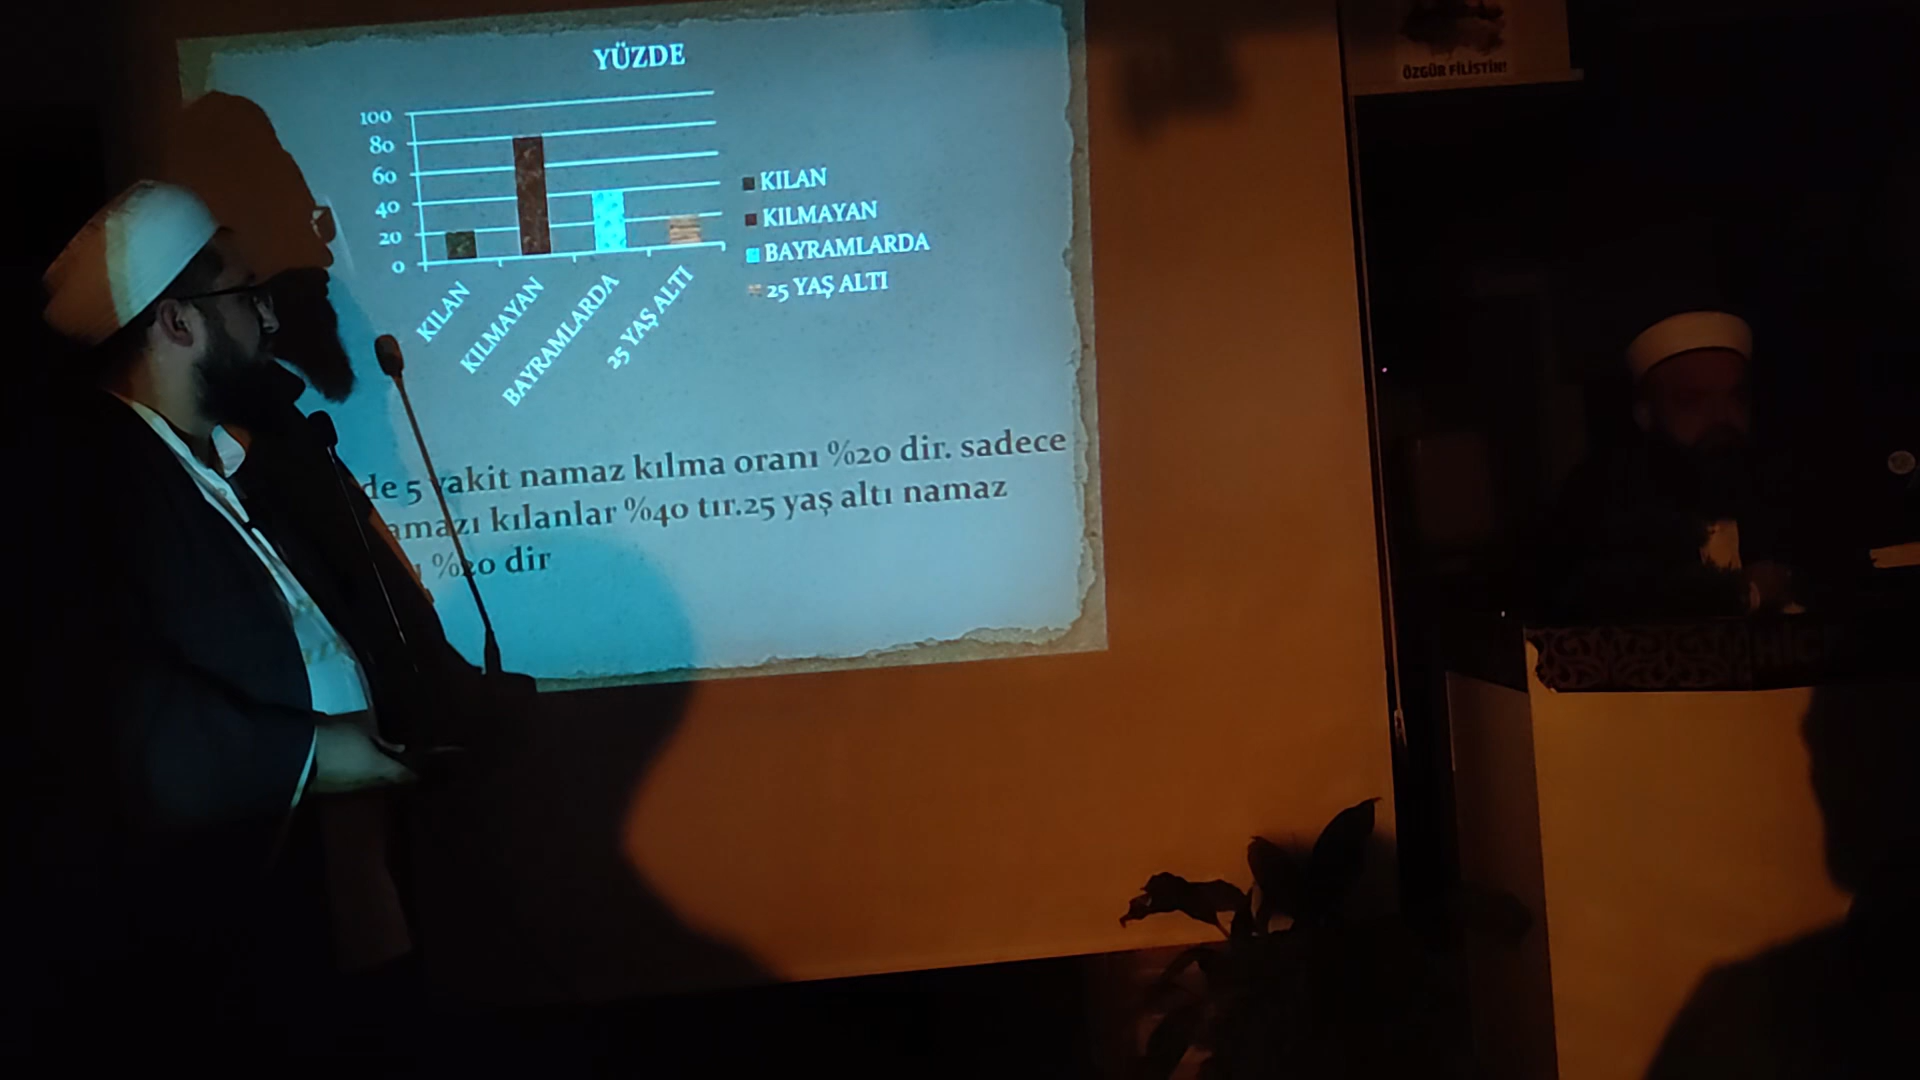 YÜZDE
100
80
60
40
20
0
KILAN
KILMAYAN
BAYRAMLARDA
25 YAŞ ALTI
KILAN
KILMAYAN
BAYRAMLARDA
25 YAŞ ALTI
de 5 vakit namaz kılma oranı %20 dir. sadece
amazı kılanlar %40 tır.25 yaş altı namaz
%20 dir
ÖZGÜR FİLİSTİN!